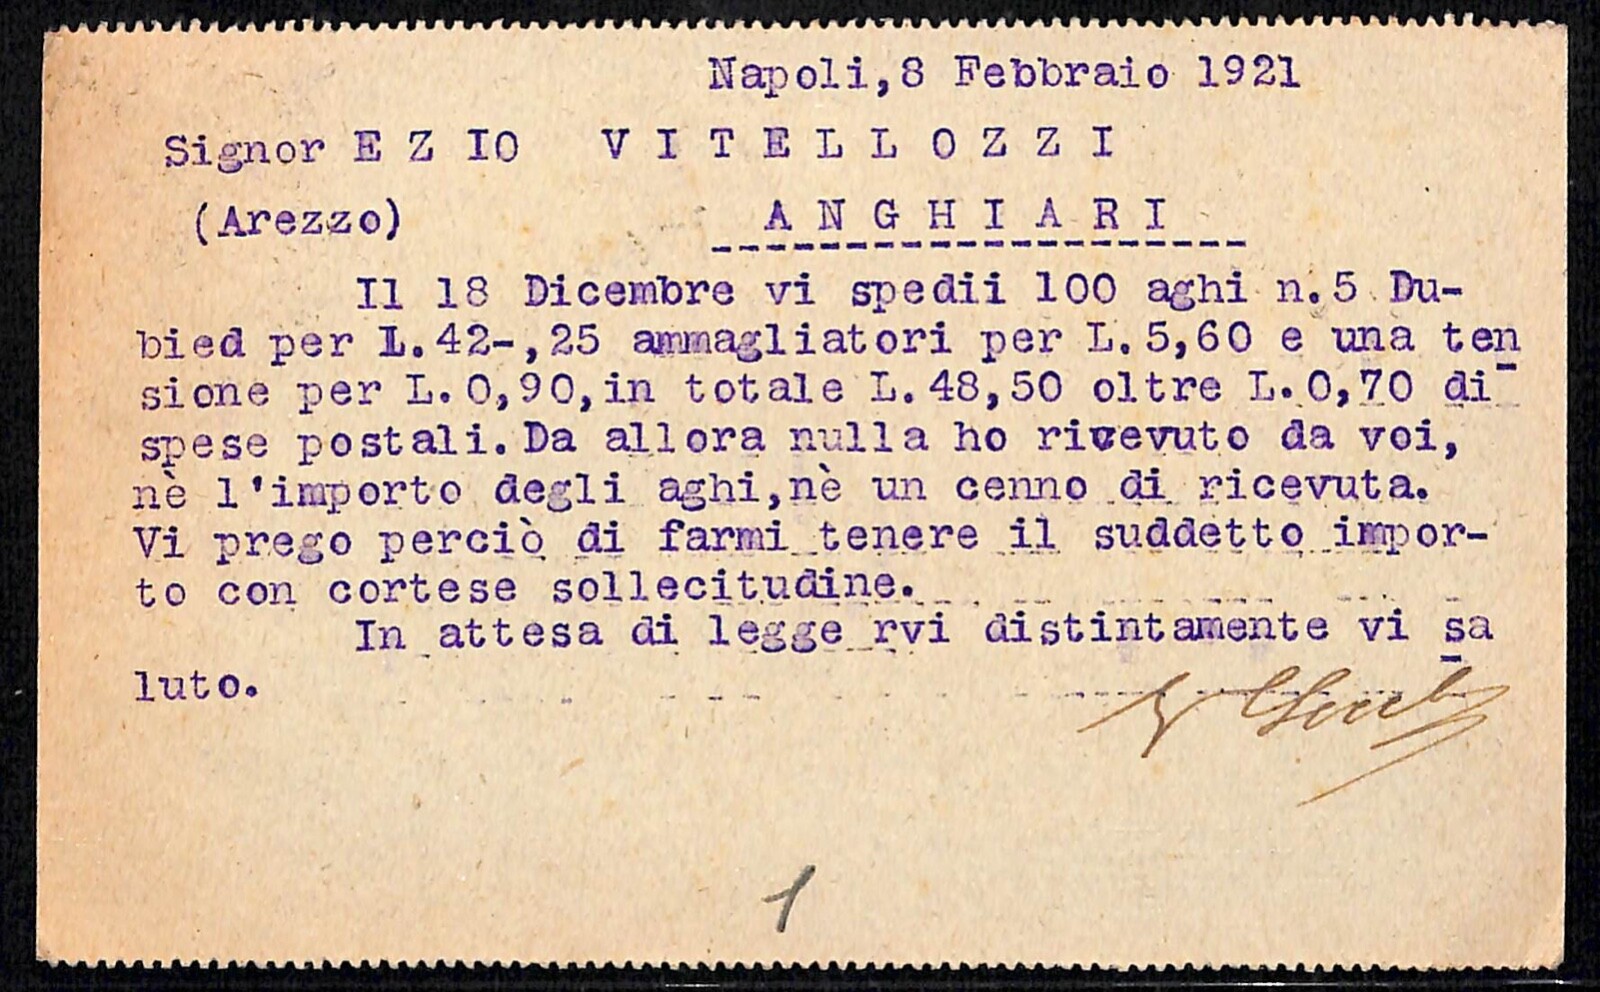 Napoli,8 Febbraio 1921
Signor E Z IO V I T E L L O Z Z I
(Arezzo) A N G H I A R I
Il 18 Dicembre vi spedii 100 aghi n.5 Du-
bied per L.42-,25 ammagliatori per L.5,60 e una ten
sione per L.0,90,in totale L.48,50 oltre L.0,70 di
spese postali.Da allora nulla ho ricevuto da voi,
nè l'importo degli aghi,nè un cenno di ricevuta.
Vi prego perciò di farmi tenere il suddetto impor-
to con cortese sollecitudine.
In attesa di legge rvi distintamente vi sa
luto.
1